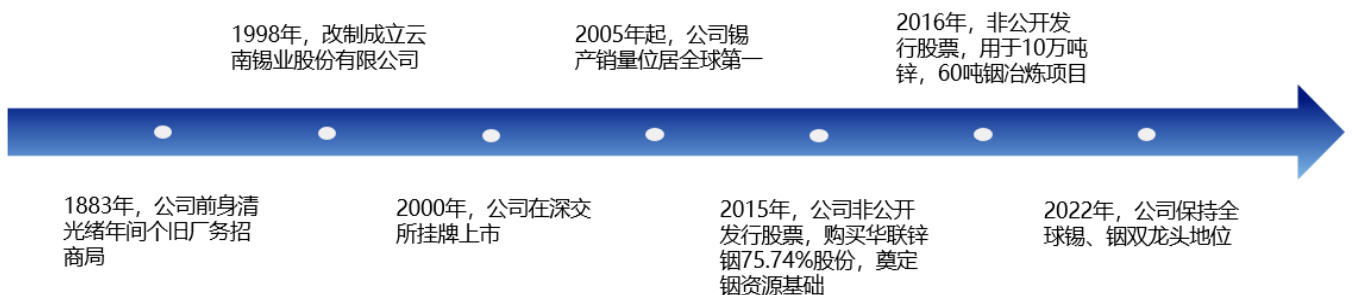 1998年，改制成立云
南锡业股份有限公司
2005年起，公司锡
产销量位居全球第一
2016年，非公开发
行股票，用于10万吨
锌，60吨铟冶炼项目
1883年，公司前身清
光绪年间个旧厂务招
商局
2000年，公司在深交
所挂牌上市
2015年，公司非公开
发行股票，购买华联锌
铟75.74%股份，奠定
铟资源基础
2022年，公司保持全
球锡、铟双龙头地位